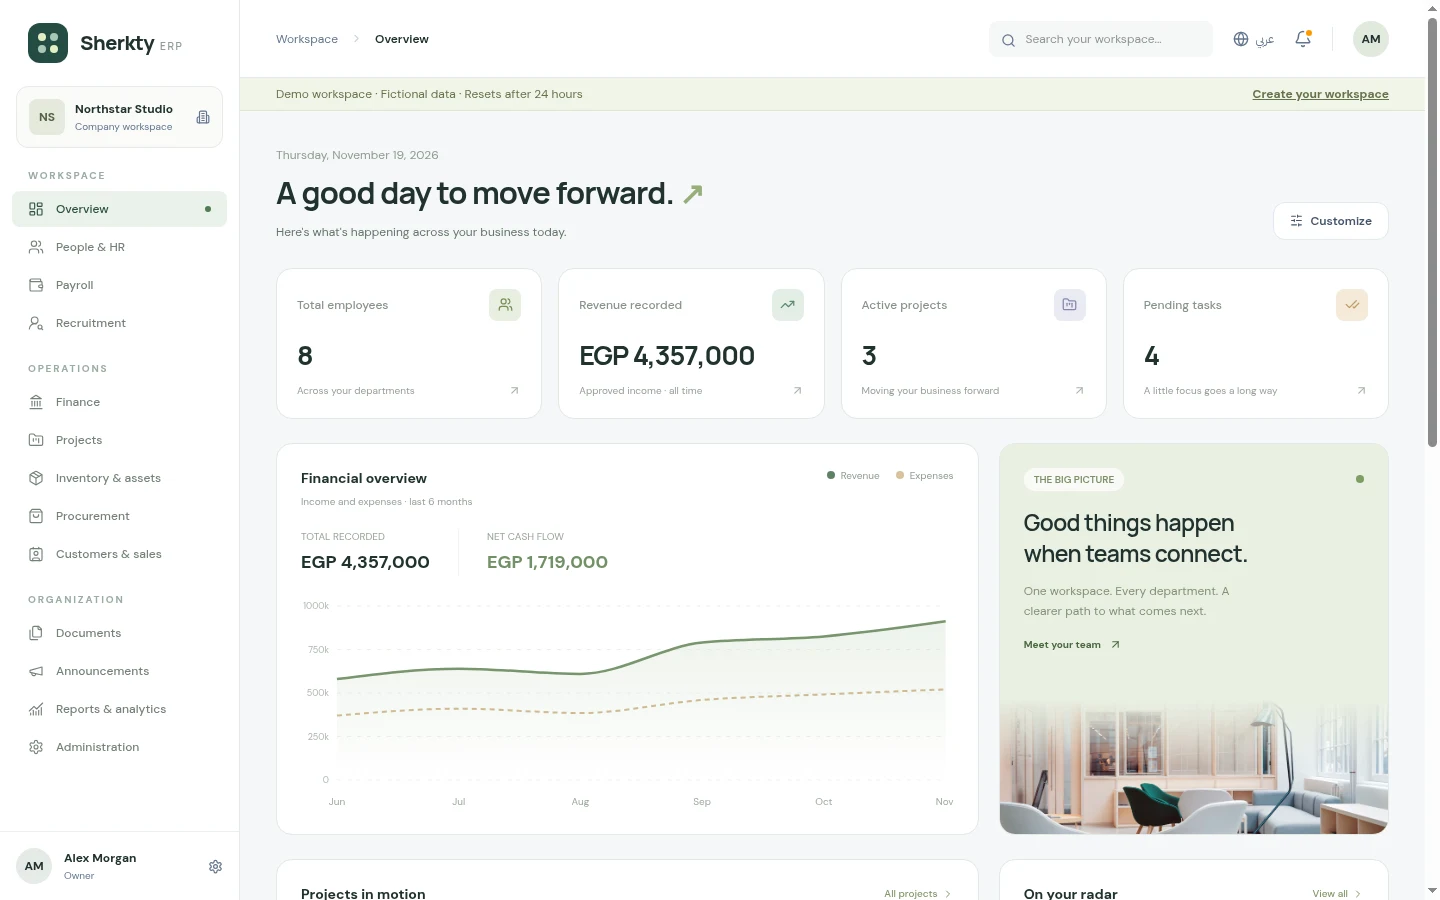 Sherkty ERP
NS
Northstar Studio
Company workspace
WORKSPACE
Overview
People & HR
Payroll
Recruitment
OPERATIONS
Finance
Projects
Inventory & assets
Procurement
Customers & sales
ORGANIZATION
Documents
Announcements
Reports & analytics
Administration
AM
Alex Morgan
Owner
Workspace
Overview
Search your workspace...
عربي
AM
Demo workspace · Fictional data · Resets after 24 hours
Create your workspace
Thursday, November 19, 2026
A good day to move forward. ↗
Here's what's happening across your business today.
Customize
Total employees
8
Across your departments
Revenue recorded
EGP 4,357,000
Approved income · all time
Active projects
3
Moving your business forward
Pending tasks
4
A little focus goes a long way
Financial overview
Income and expenses · last 6 months
Revenue
Expenses
TOTAL RECORDED
EGP 4,357,000
NET CASH FLOW
EGP 1,719,000
1000k
750k
500k
250k
0
Jun Jul Aug Sep Oct Nov
THE BIG PICTURE
Good things happen
when teams connect.
One workspace. Every department. A
clearer path to what comes next.
Meet your team
Projects in motion
All projects
On your radar
View all